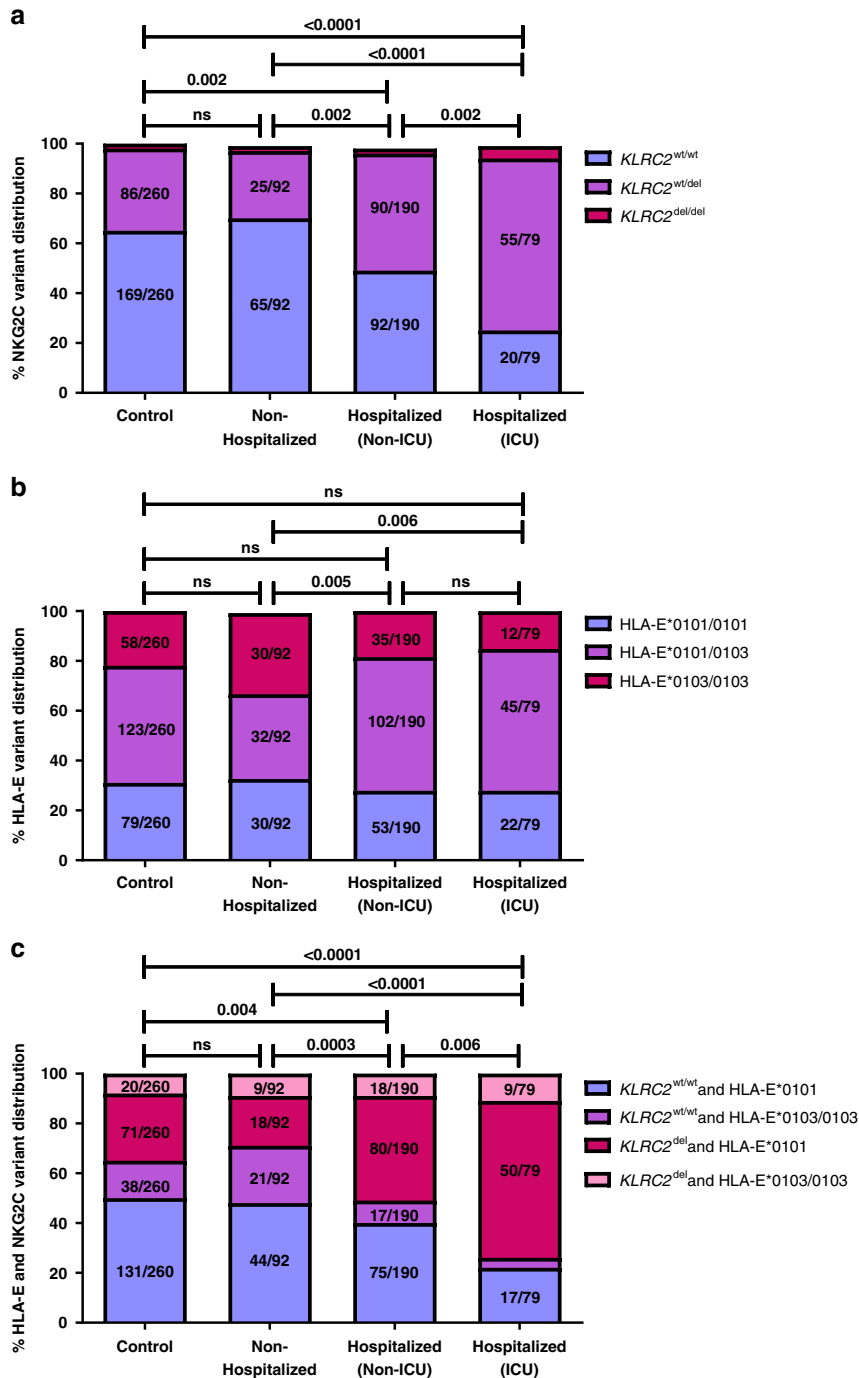 a
<0.0001
<0.0001
0.002
ns 0.002 0.002
% NKG2C variant distribution
100
80
60
40
20
0
86/260 25/92 90/190 55/79
169/260 65/92 92/190 20/79
KLRC2wt/wt
KLRC2wt/del
KLRC2del/del
Control Non- Hospitalized Hospitalized
Hospitalized (Non-ICU) (ICU)
b
ns
0.006
ns
ns 0.005 ns
% HLA-E variant distribution
100
80
60
40
20
0
58/260 30/92 35/190 12/79
123/260 32/92 102/190 45/79
79/260 30/92 53/190 22/79
HLA-E*0101/0101
HLA-E*0101/0103
HLA-E*0103/0103
Control Non- Hospitalized Hospitalized
Hospitalized (Non-ICU) (ICU)
c
<0.0001
<0.0001
0.004
ns 0.0003 0.006
% HLA-E and NKG2C variant distribution
100
80
60
40
20
0
20/260 9/92 18/190 9/79
71/260 18/92 80/190 50/79
38/260 21/92 17/190
131/260 44/92 75/190 17/79
KLRC2wt/wt and HLA-E*0101
KLRC2wt/wt and HLA-E*0103/0103
KLRC2del and HLA-E*0101
KLRC2del and HLA-E*0103/0103
Control Non- Hospitalized Hospitalized
Hospitalized (Non-ICU) (ICU)